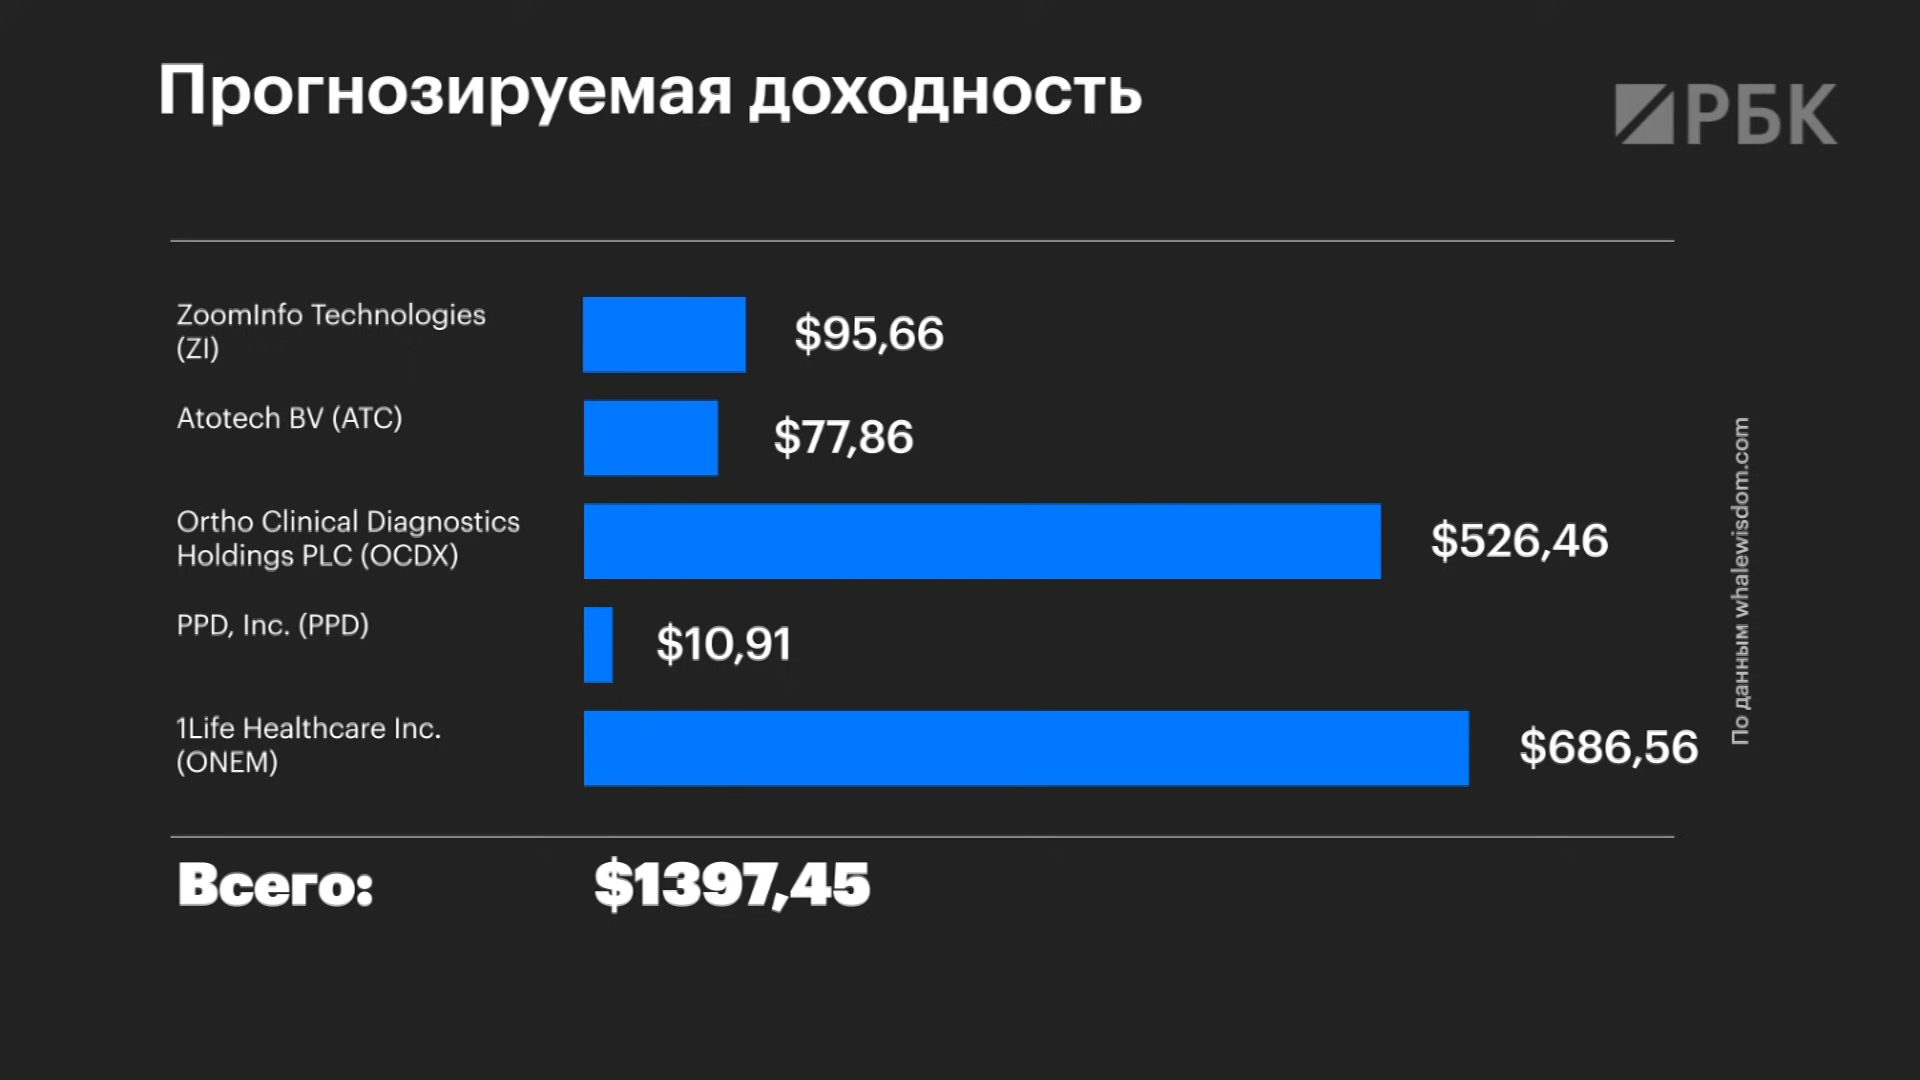 Прогнозируемая доходность
РБК
ZoomInfo Technologies
(ZI)
$95,66
Atotech BV (ATC)
$77,86
Ortho Clinical Diagnostics
Holdings PLC (OCDX)
$526,46
PPD, Inc. (PPD)
$10,91
1Life Healthcare Inc.
(ONEM)
$686,56
По данным whalewisdom.com
Всего:
$1397,45